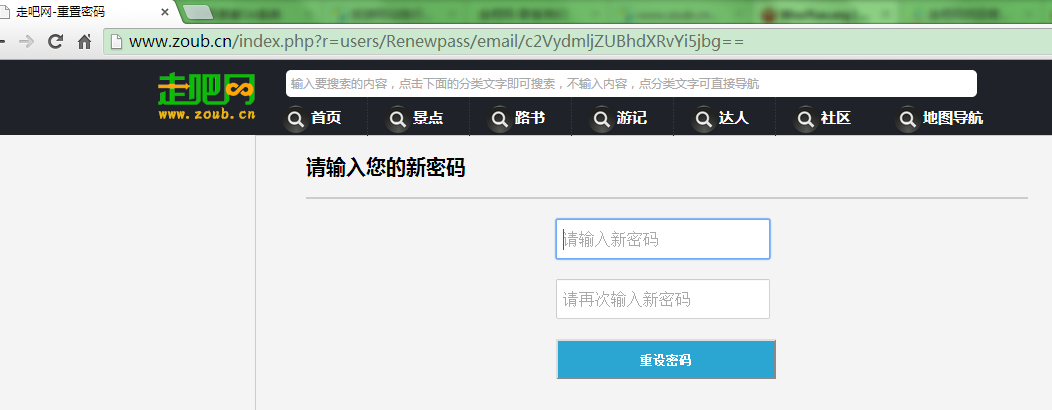 走吧网-重置密码
www.zoub.cn/index.php?r=users/Renewpass/email/c2VydmljZUBhdXRvYi5jbg==
走吧网
www.zoub.cn
输入要搜索的内容，点击下面的分类文字即可搜索，不输入内容，点分类文字可直接导航
首页 景点 路书 游记 达人 社区 地图导航
请输入您的新密码
请输入新密码
请再次输入新密码
重设密码